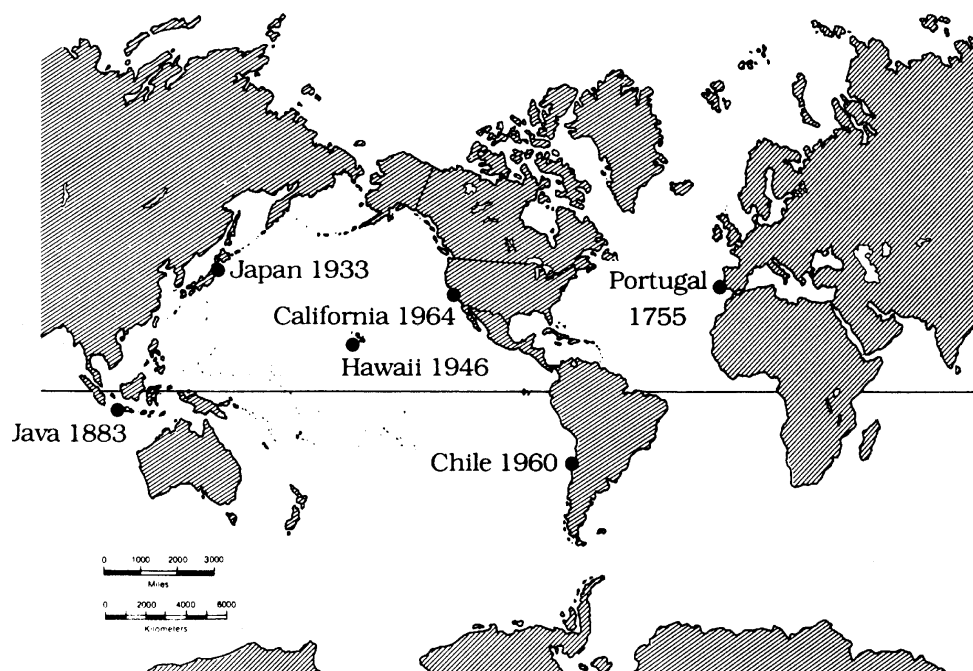 Japan 1933
Portugal
1755
California 1964
Hawaii 1946
Java 1883
Chile 1960
0 1000 2000 3000
Miles
0 2000 4000 6000
Kilometers